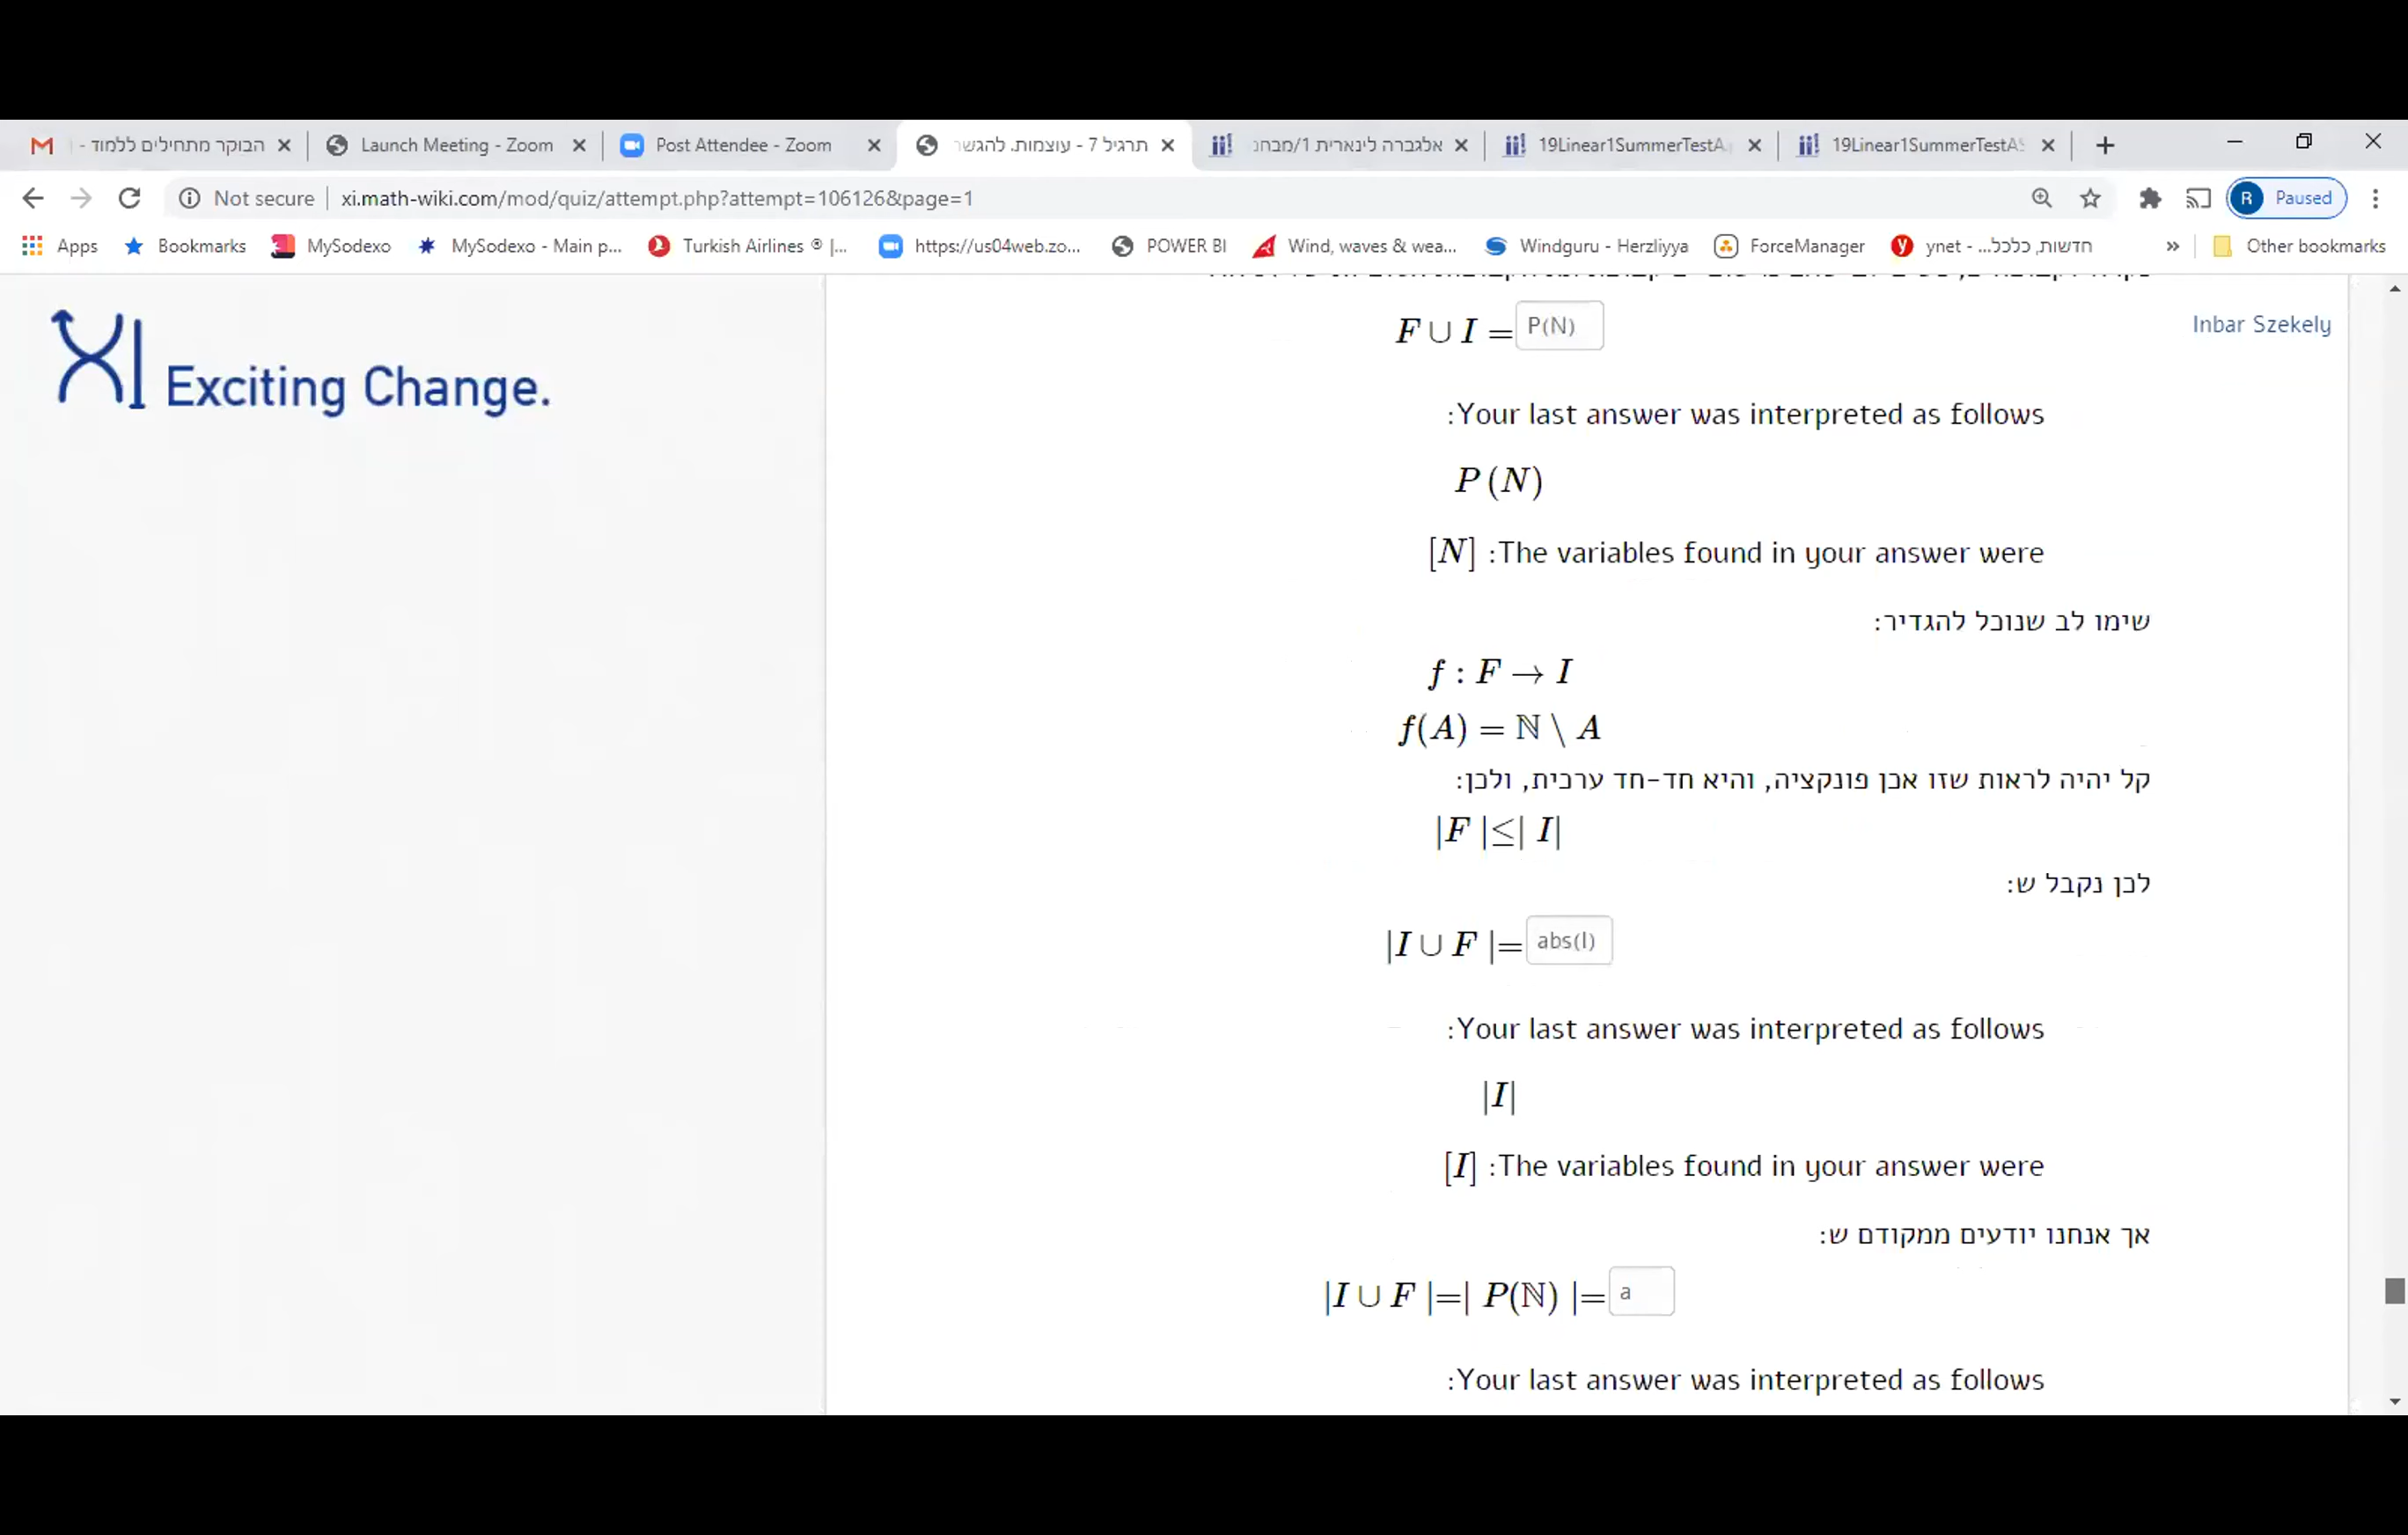 הבוקר מתחילים ללמוד -
Launch Meeting - Zoom
Post Attendee - Zoom
תרגיל 7 - עוצמות. להגש
אלגברה לינארית 1/מבחנ
19Linear1SummerTestA
19Linear1SummerTestAS
Not secure | xi.math-wiki.com/mod/quiz/attempt.php?attempt=106126&page=1
R Paused
Apps Bookmarks MySodexo MySodexo - Main p... Turkish Airlines ® |... https://us04web.zo... POWER BI Wind, waves & wea... Windguru - Herzliyya ForceManager ynet - חדשות, כלכל... » Other bookmarks
XI Exciting Change.
Inbar Szekely
F ∪ I = P(N)
:Your last answer was interpreted as follows
P (N)
[N] :The variables found in your answer were
שימו לב שנוכל להגדיר:
f : F → I
f(A) = ℕ \ A
קל יהיה לראות שזו אכן פונקציה, והיא חד-חד ערכית, ולכן:
|F |≤| I|
לכן נקבל ש:
|I ∪ F |= abs(I)
:Your last answer was interpreted as follows
|I|
[I] :The variables found in your answer were
אך אנחנו יודעים ממקודם ש:
|I ∪ F |=| P(ℕ) |= a
:Your last answer was interpreted as follows